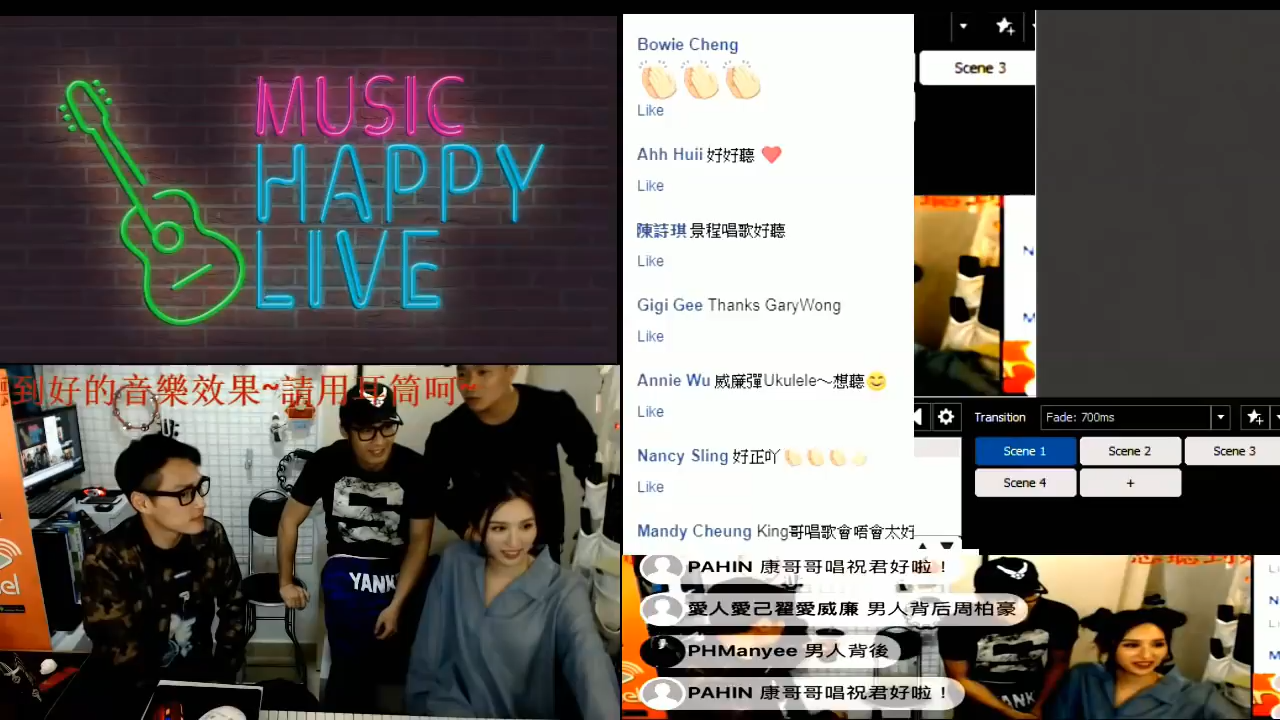 MUSIC
HAPPY
LIVE
到好的音樂效果~請用耳筒呵~
YANK
Bowie Cheng
Like
Ahh Huii 好好聽
Like
陳詩琪 景程唱歌好聽
Like
Gigi Gee Thanks GaryWong
Like
Annie Wu 威廉彈Ukulele～想聽
Like
Nancy Sling 好正吖
Like
Mandy Cheung King哥唱歌會唔會太好
Scene 3
Transition
Fade: 700ms
Scene 1
Scene 2
Scene 3
Scene 4
+
PAHIN 康哥哥唱祝君好啦！
愛人愛己翟愛威廉 男人背后周柏豪
PHManyee 男人背後
PAHIN 康哥哥唱祝君好啦！
YANK